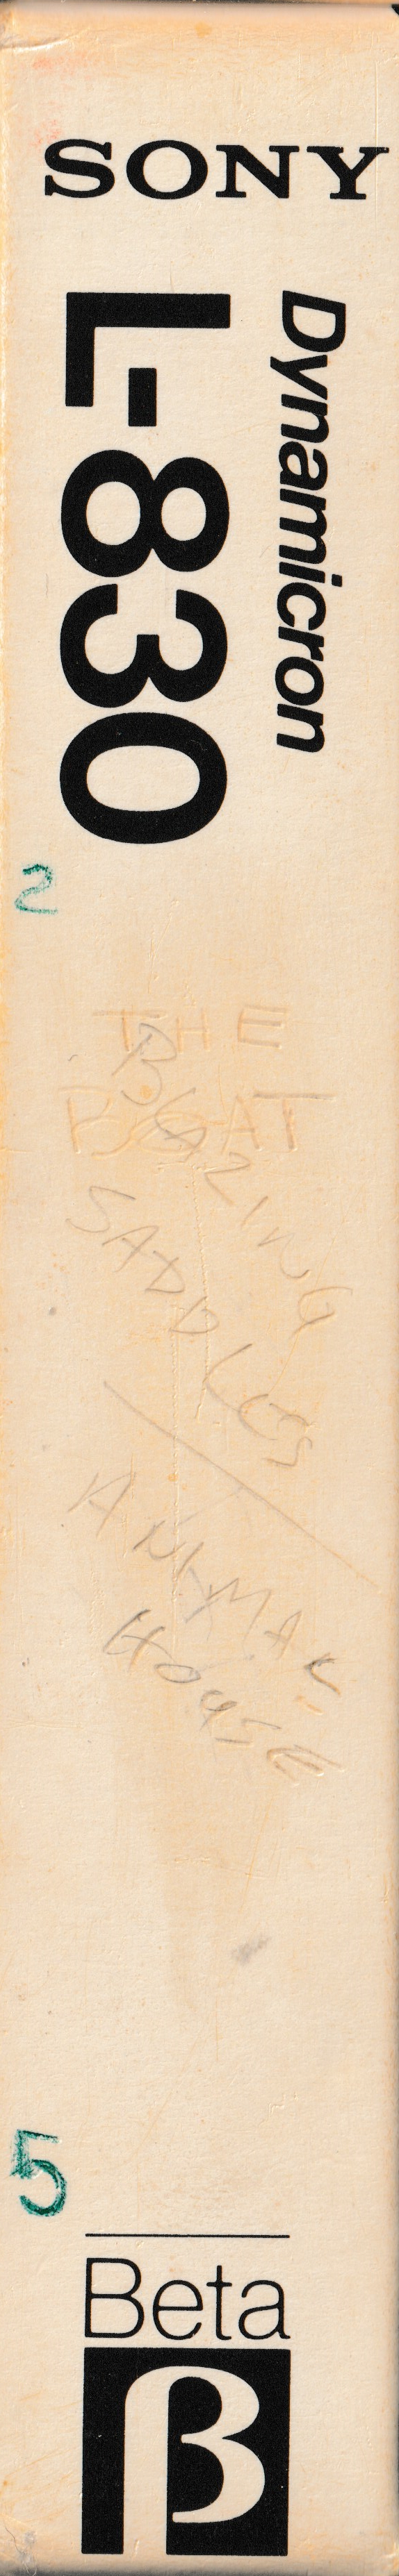 SONY
Dynamicron
L-830
2
THE
BOAT
BLAZING
SADDLES
ANIMAL
HOUSE
5
Beta
β